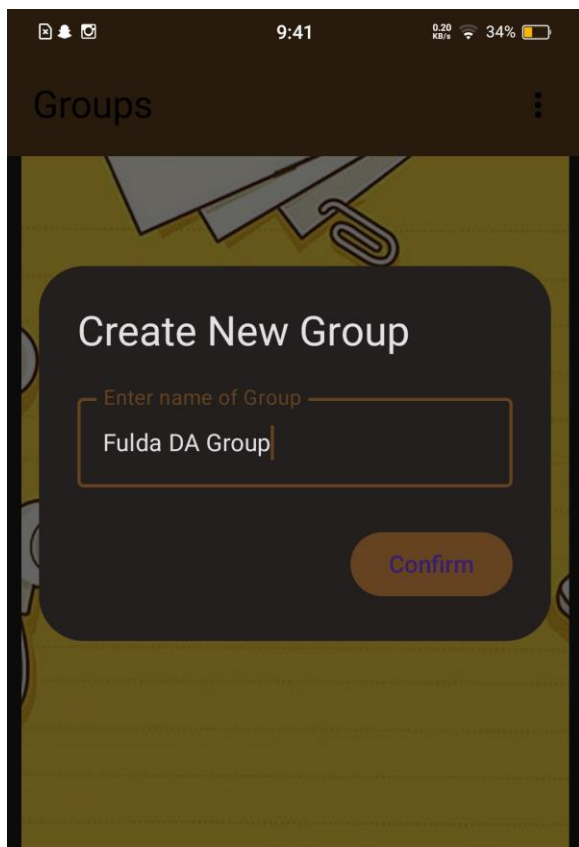 9:41
0.20
KB/s
34%
Groups
Create New Group
Enter name of Group
Fulda DA Group
Confirm